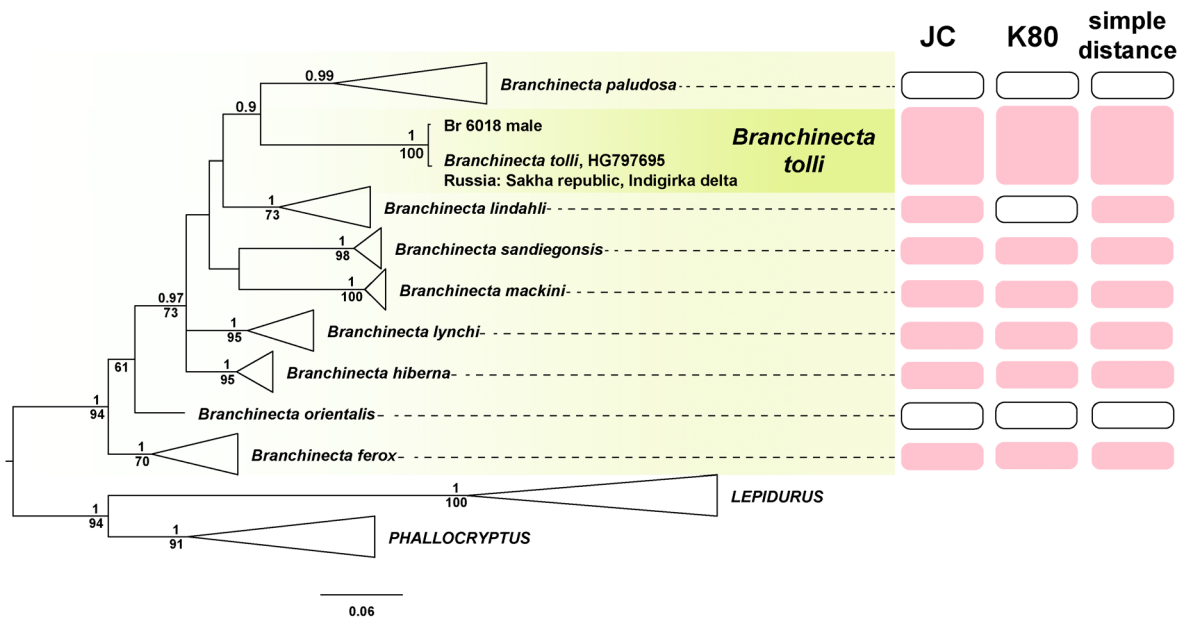 JC
K80
simple
distance
0.99
Branchinecta paludosa
0.9
1
100
Br 6018 male
Branchinecta tolli, HG797695
Russia: Sakha republic, Indigirka delta
Branchinecta
tolli
1
73
Branchinecta lindahli
1
98
Branchinecta sandiegonsis
1
100
Branchinecta mackini
0.97
73
1
95
Branchinecta lynchi
61
1
95
Branchinecta hiberna
1
94
Branchinecta orientalis
1
70
Branchinecta ferox
1
100
LEPIDURUS
1
94
1
91
PHALLOCRYPTUS
0.06